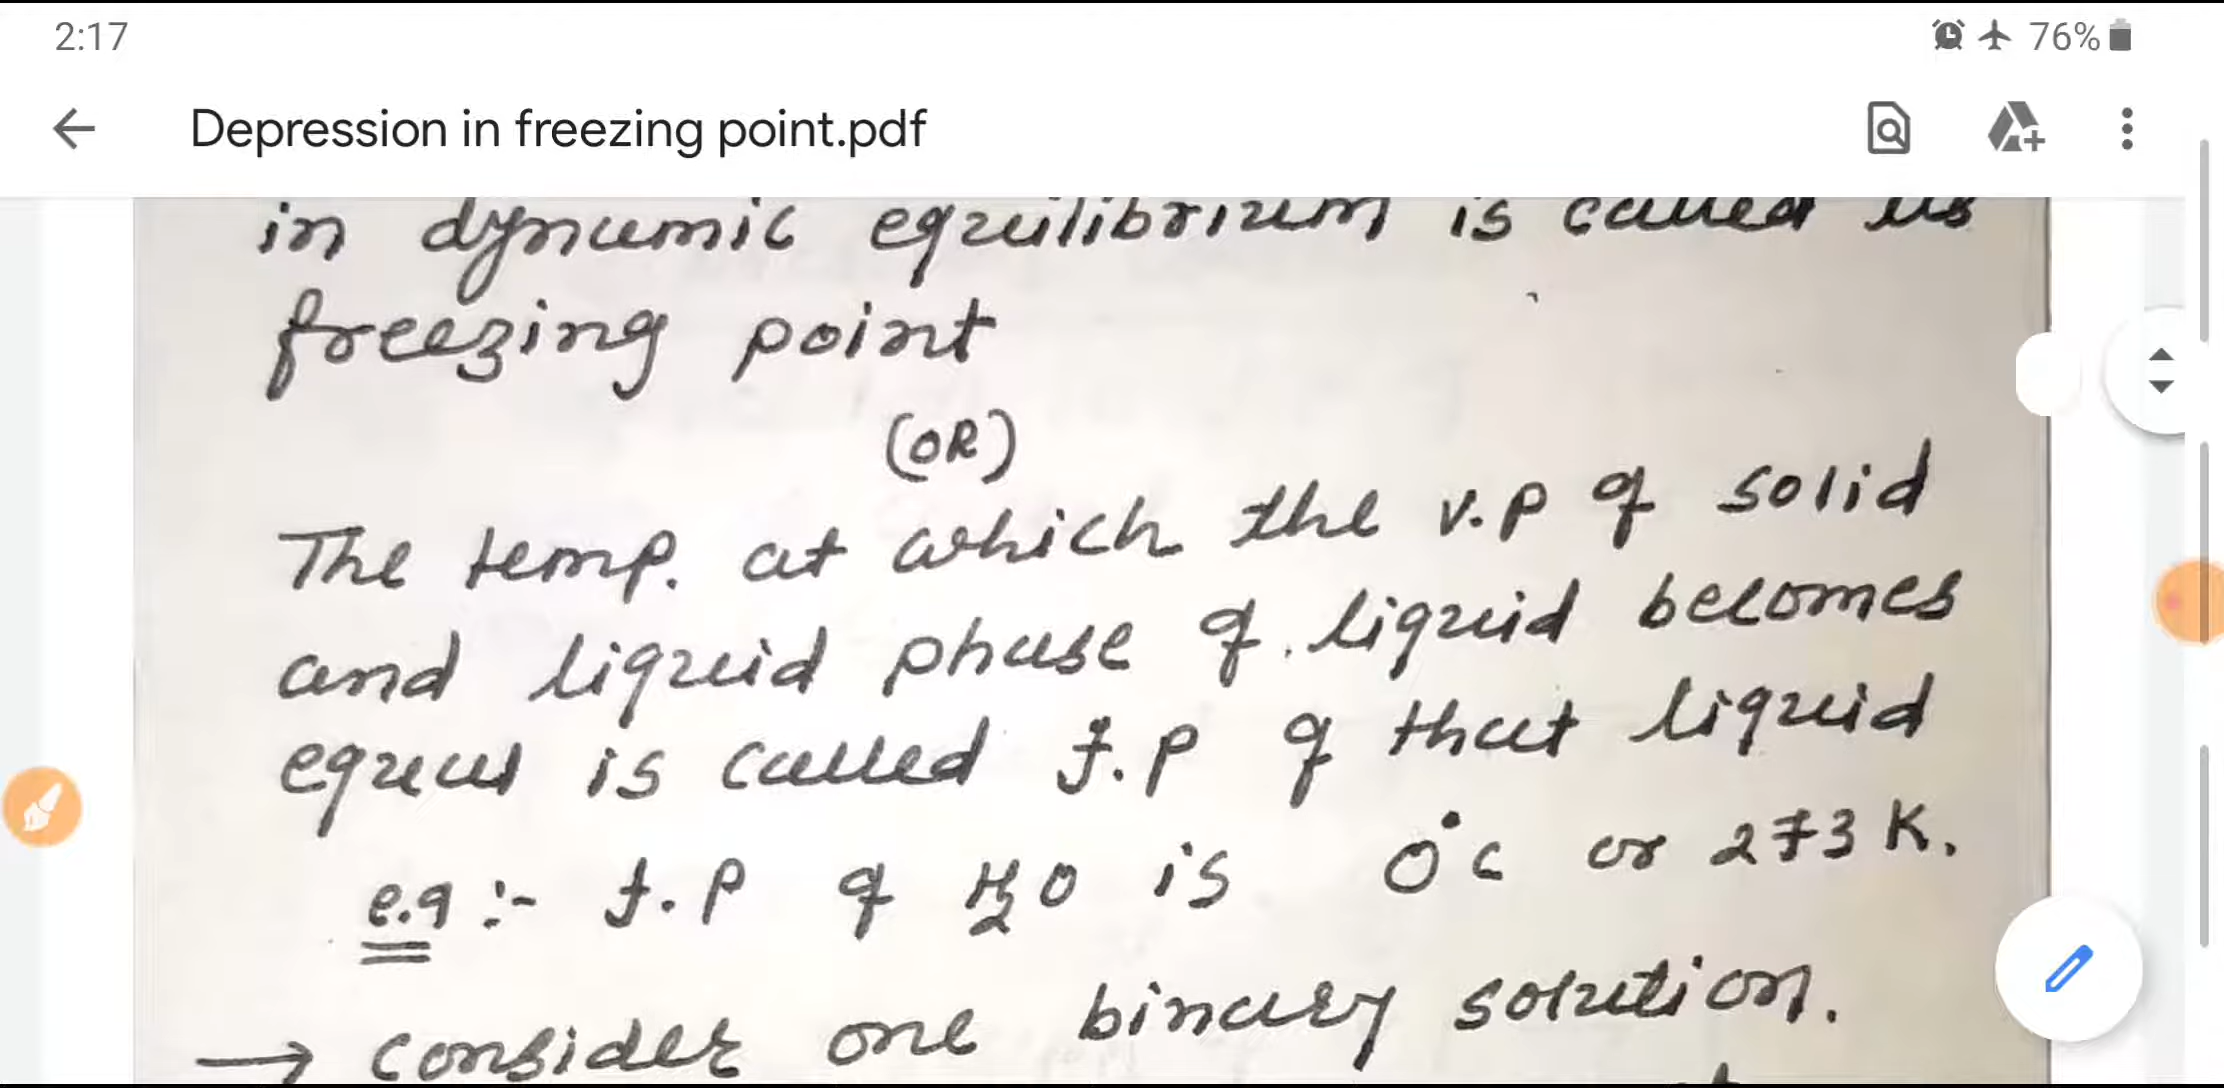 2:17
76%
Depression in freezing point.pdf
in dynamic equilibrium is called its
freezing point
(OR)
The temp. at which the v.p of solid
and liquid phase of liquid becomes
equal is called f.p of that liquid
e.g :- f.p of H2O is 0°C or 273 K.
→ consider one binary solution.